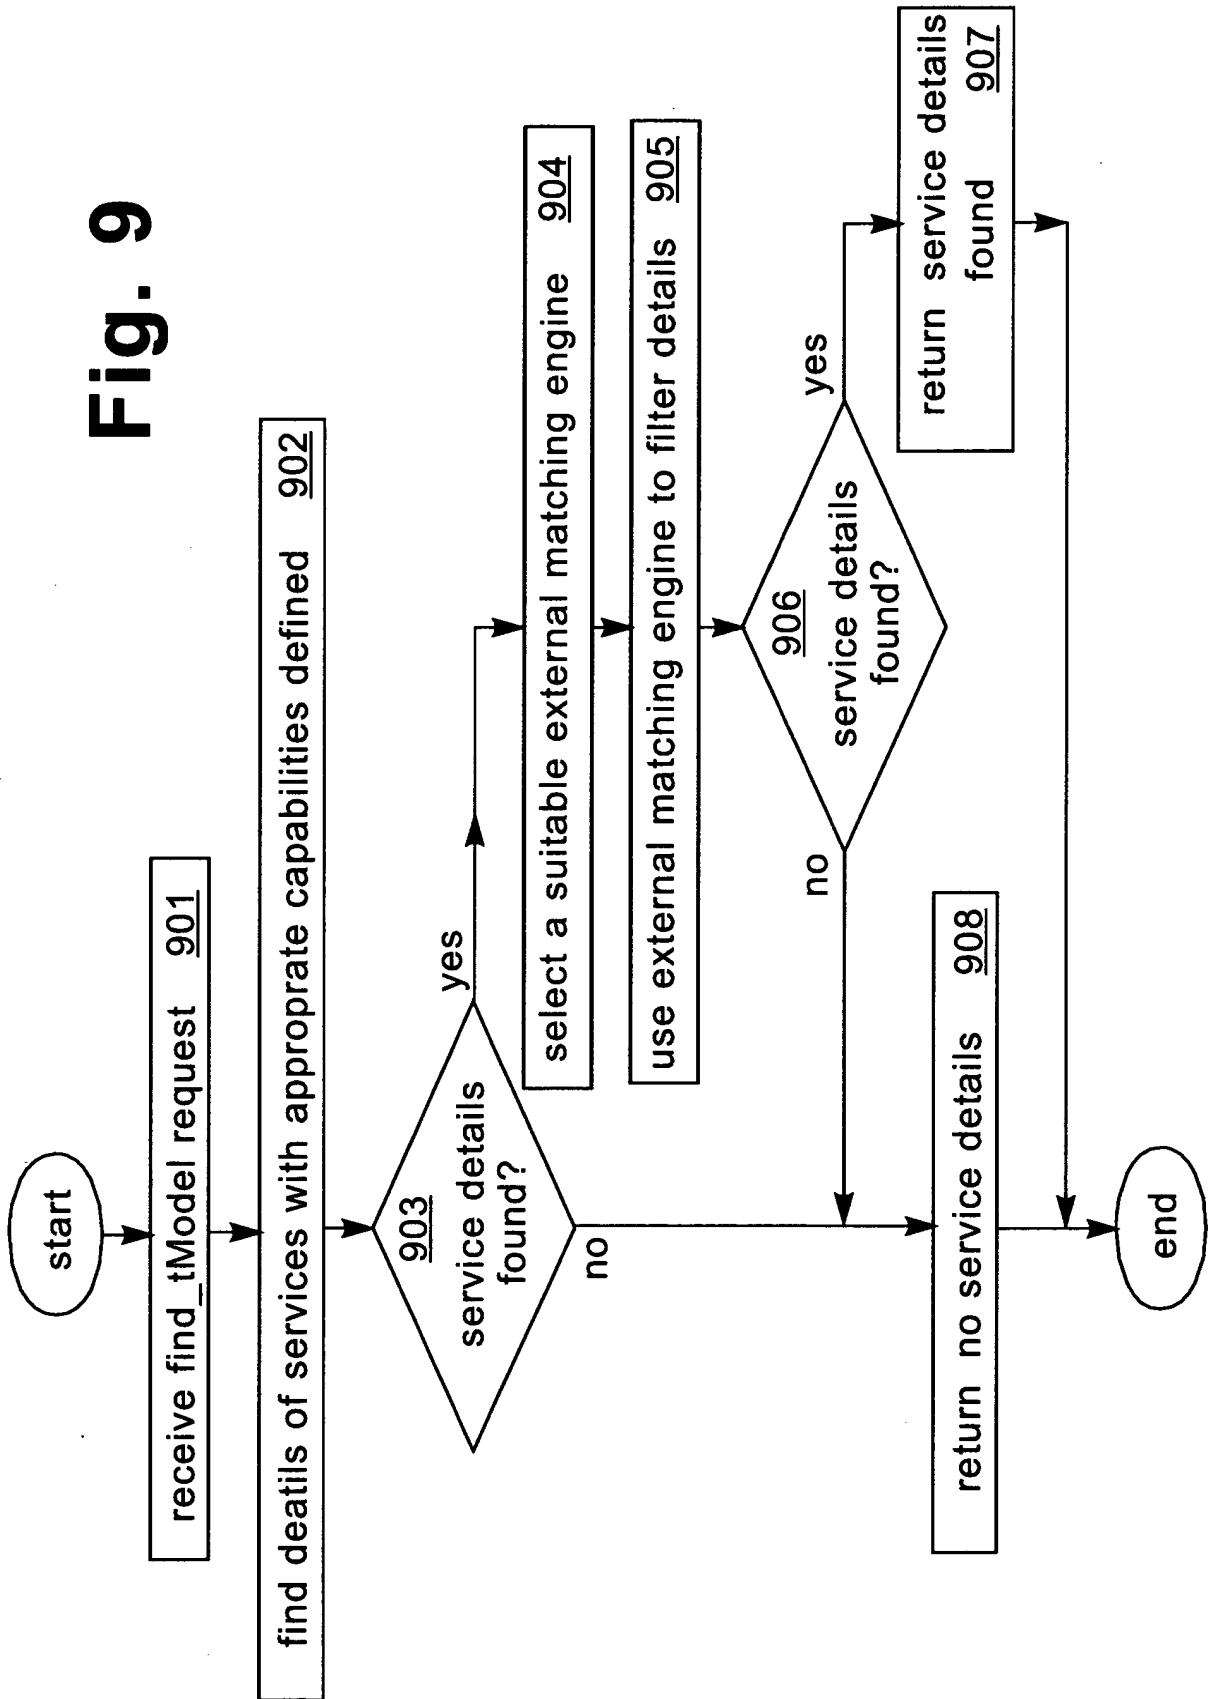 Fig. 9
start
receive find_tModel request 901
find deatils of services with approprate capabilities defined 902
903
service details
found?
yes
no
select a suitable external matching engine 904
use external matching engine to filter details 905
906
service details
found?
yes
no
return service details
found 907
return no service details 908
end